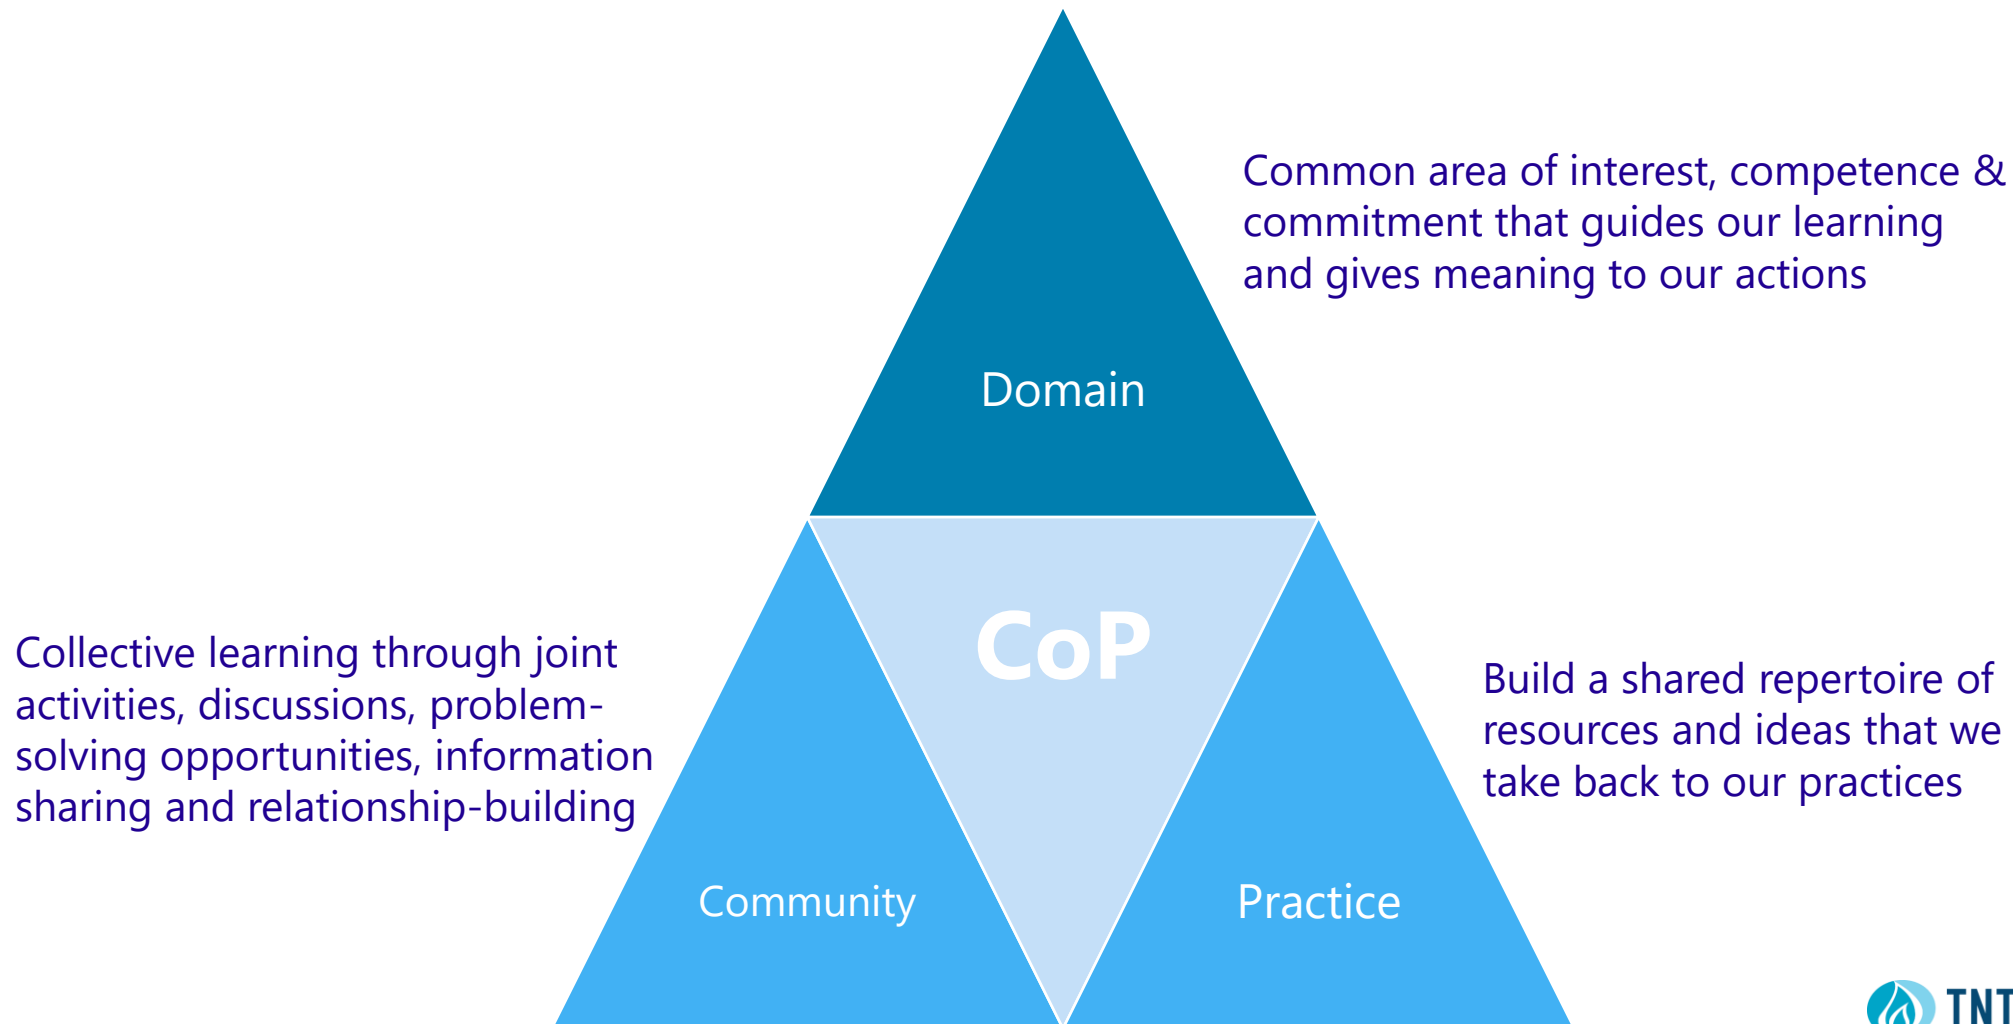 Common area of interest, competence &
commitment that guides our learning
and gives meaning to our actions
Domain
CoP
Collective learning through joint
activities, discussions, problem-
solving opportunities, information
sharing and relationship-building
Build a shared repertoire of
resources and ideas that we
take back to our practices
Community
Practice
TNT